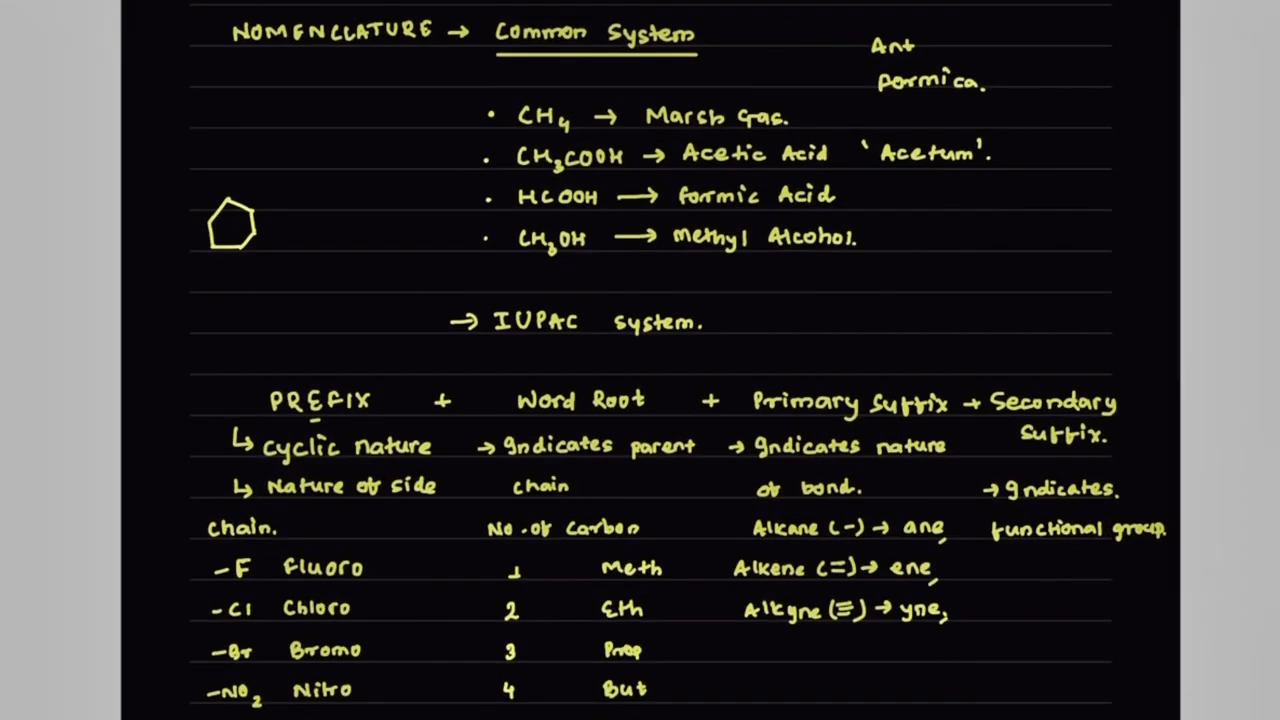 NOMENCLATURE → Common System
Ant
Formica.
• CH₄ → Marsh Gas.
• CH₃COOH → Acetic Acid 'Acetum'.
• HCOOH → formic Acid
• CH₃OH → Methyl Alcohol.
→ IUPAC system.
PREFIX + Word Root + Primary Suffix + Secondary Suffix.
↳ Cyclic nature → Indicates parent → Indicates nature
↳ Nature of side chain of bond. → Indicates.
chain. No. of Carbon Alkane (-) → ane, functional group.
-F Fluoro 1 Meth Alkene (=) → ene,
-Cl Chloro 2 Eth Alkyne (≡) → yne,
-Br Bromo 3 Prop
-NO₂ Nitro 4 But